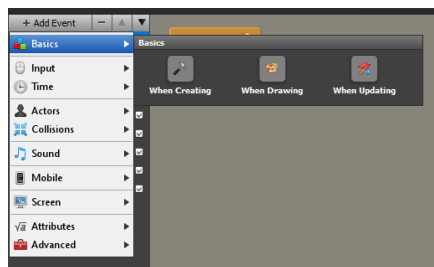 + Add Event
Basics
Basics
When Creating
When Drawing
When Updating
Input
Time
Actors
Collisions
Sound
Mobile
Screen
√a Attributes
Advanced